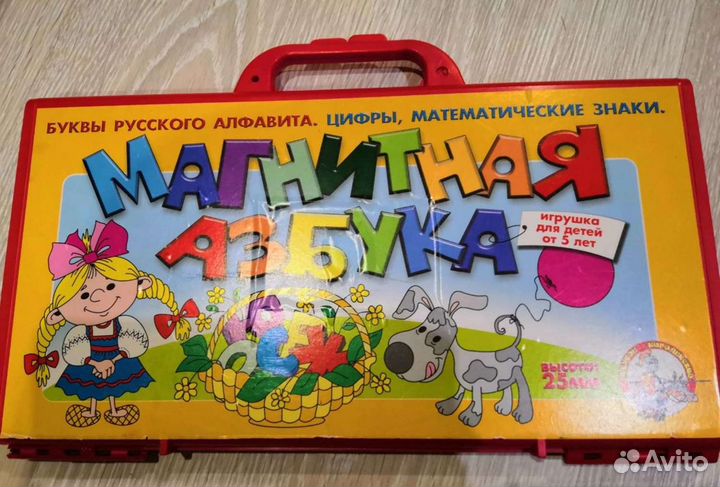 БУКВЫ РУССКОГО АЛФАВИТА. ЦИФРЫ, МАТЕМАТИЧЕСКИЕ ЗНАКИ.
МАГНИТНАЯ
АЗБУКА
игрушка
для детей
от 5 лет
ВЫСОТА:
25мм
Avito